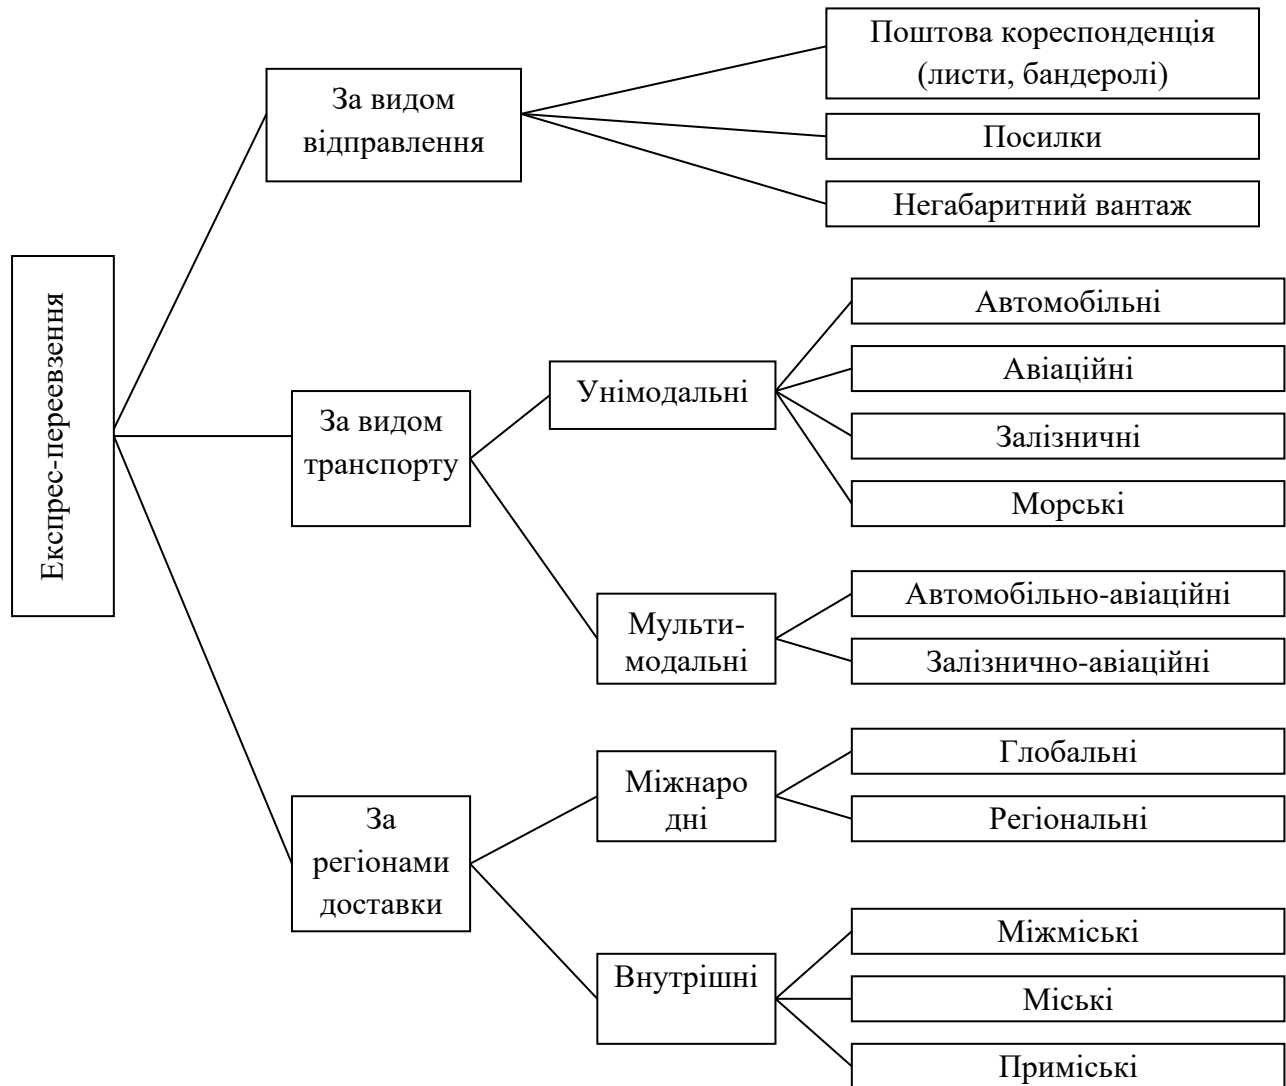 Експрес-переевзення
За видом
відправлення
Поштова кореспонденція
(листи, бандеролі)
Посилки
Негабаритний вантаж
За видом
транспорту
Унімодальні
Автомобільні
Авіаційні
Залізничні
Морські
Мульти-
модальні
Автомобільно-авіаційні
Залізнично-авіаційні
За
регіонами
доставки
Міжнаро
дні
Глобальні
Регіональні
Внутрішні
Міжміські
Міські
Приміські